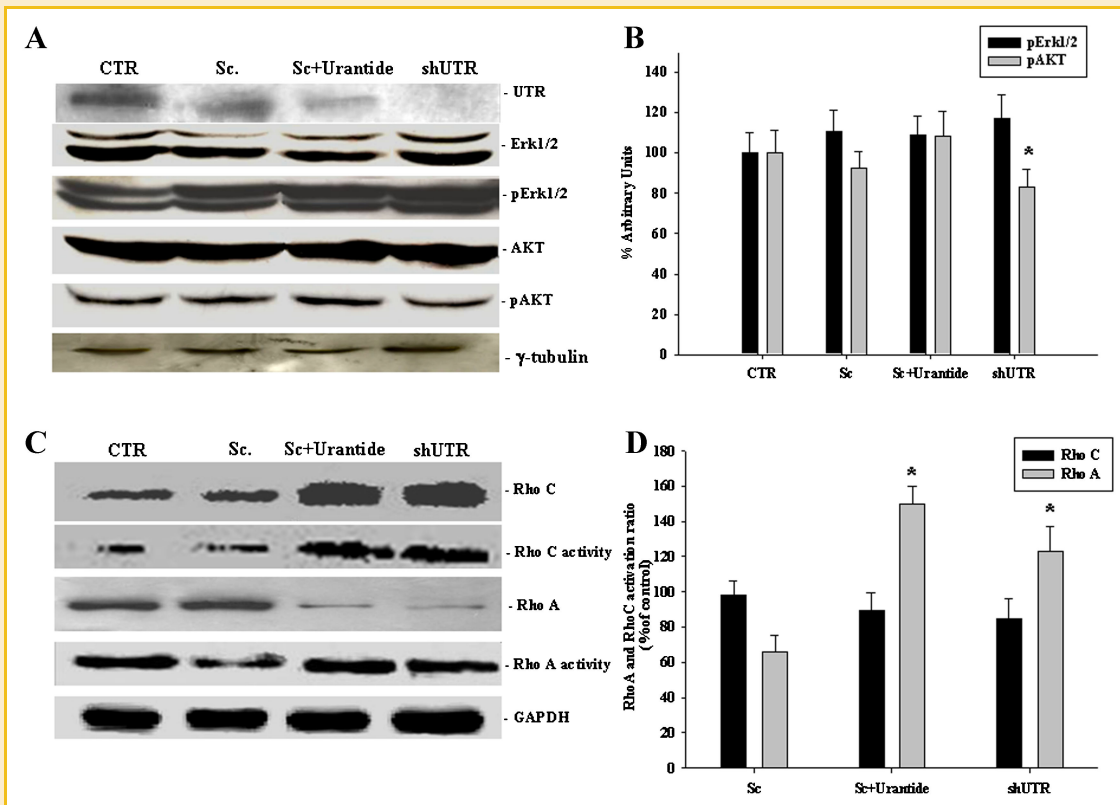 A
CTR Sc. Sc+Urantide shUTR
- UTR
Erk1/2
- pErk1/2
- AKT
- pAKT
- γ-tubulin
B
pErk1/2
pAKT
% Arbitrary Units
140
120
100
80
60
40
20
0
*
CTR Sc Sc+Urantide shUTR
C
CTR Sc. Sc+Urantide shUTR
- Rho C
- Rho C activity
- Rho A
- Rho A activity
- GAPDH
D
Rho C
Rho A
RhoA and RhoC activation ratio
(% of control)
180
160
140
120
100
80
60
40
20
0
*
*
Sc Sc+Urantide shUTR